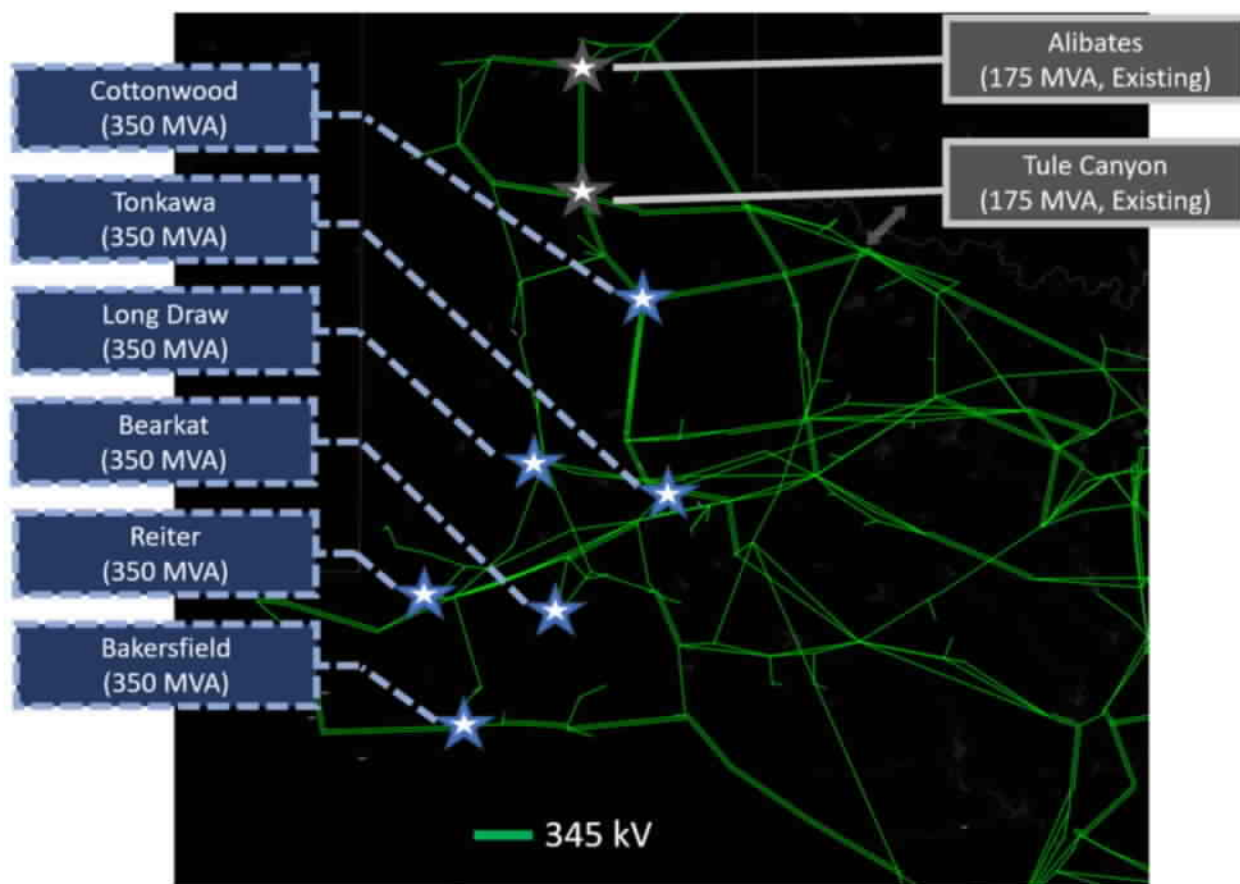 Cottonwood
(350 MVA)
Tonkawa
(350 MVA)
Long Draw
(350 MVA)
Bearkat
(350 MVA)
Reiter
(350 MVA)
Bakersfield
(350 MVA)
Alibates
(175 MVA, Existing)
Tule Canyon
(175 MVA, Existing)
345 kV